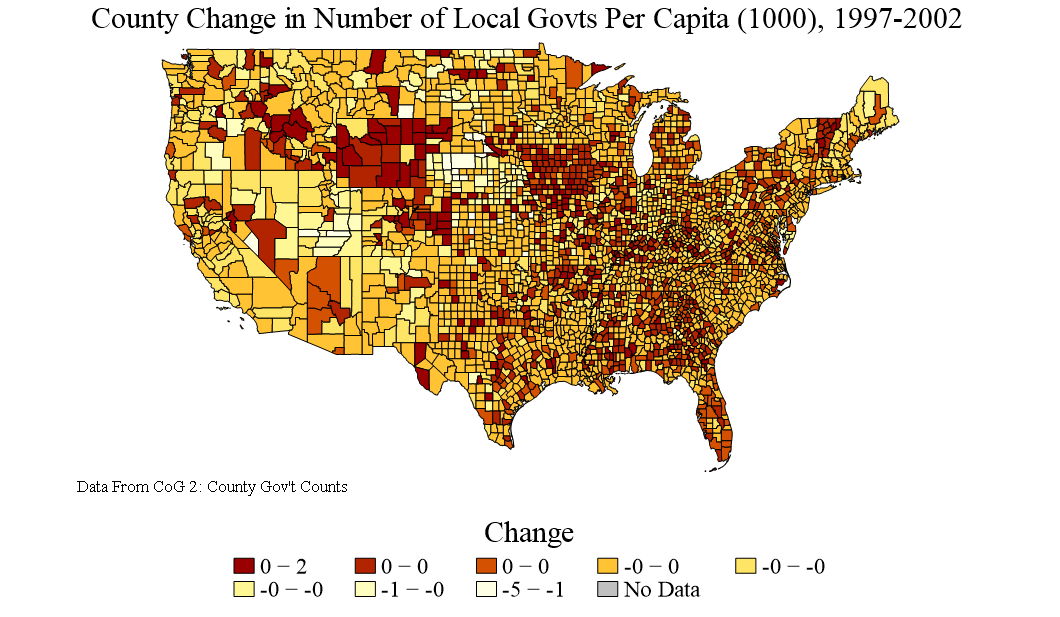 County Change in Number of Local Govts Per Capita (1000), 1997-2002
Data From CoG 2: County Gov't Counts
Change
0 − 2 0 − 0 0 − 0 -0 − 0 -0 − -0
-0 − -0 -1 − -0 -5 − -1 No Data